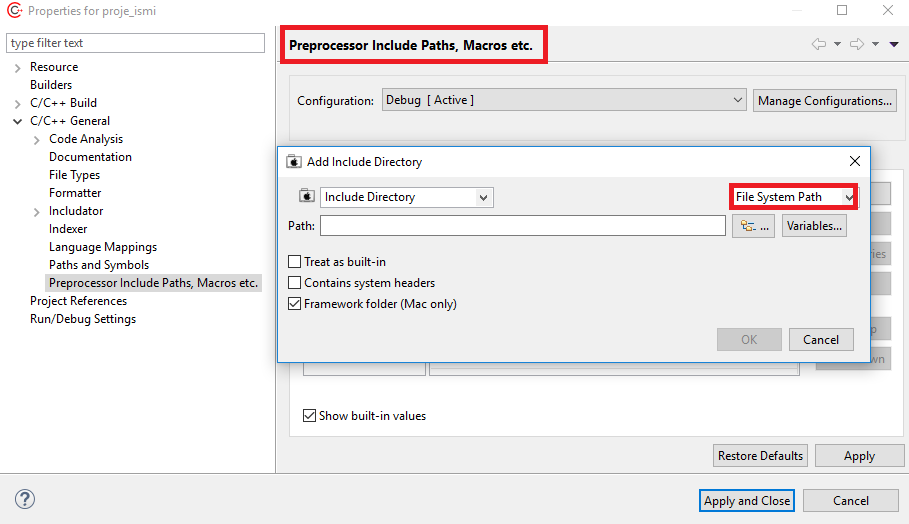 Properties for proje_ismi
type filter text
Resource
Builders
C/C++ Build
C/C++ General
Code Analysis
Documentation
File Types
Formatter
Includator
Indexer
Language Mappings
Paths and Symbols
Preprocessor Include Paths, Macros etc.
Project References
Run/Debug Settings
Preprocessor Include Paths, Macros etc.
Configuration: Debug [ Active ] Manage Configurations...
Add Include Directory
Include Directory File System Path
Path: ... Variables...
Treat as built-in
Contains system headers
Framework folder (Mac only)
OK Cancel
Show built-in values
Restore Defaults Apply
Apply and Close Cancel